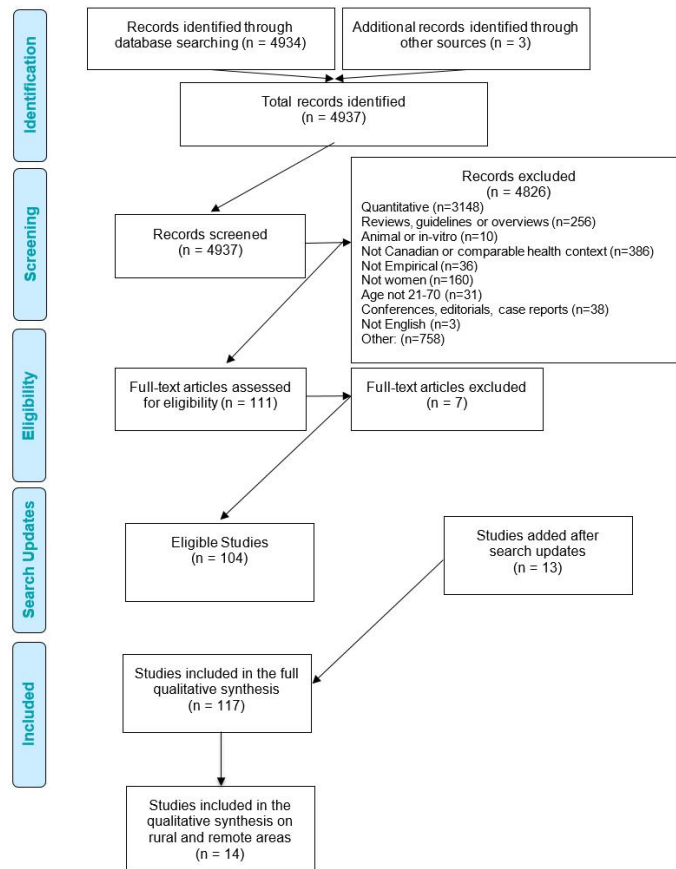 Identification
Records identified through
database searching (n = 4934)
Additional records identified through
other sources (n = 3)
Total records identified
(n = 4937)
Screening
Records screened
(n = 4937)
Records excluded
(n = 4826)
Quantitative (n=3148)
Reviews, guidelines or overviews (n=256)
Animal or in-vitro (n=10)
Not Canadian or comparable health context (n=386)
Not Empirical (n=36)
Not women (n=160)
Age not 21-70 (n=31)
Conferences, editorials, case reports (n=38)
Not English (n=3)
Other: (n=758)
Eligibility
Full-text articles assessed
for eligibility (n = 111)
Full-text articles excluded
(n = 7)
Search Updates
Eligible Studies
(n = 104)
Studies added after
search updates
(n = 13)
Included
Studies included in the full
qualitative synthesis
(n = 117)
Studies included in the
qualitative synthesis on
rural and remote areas
(n = 14)